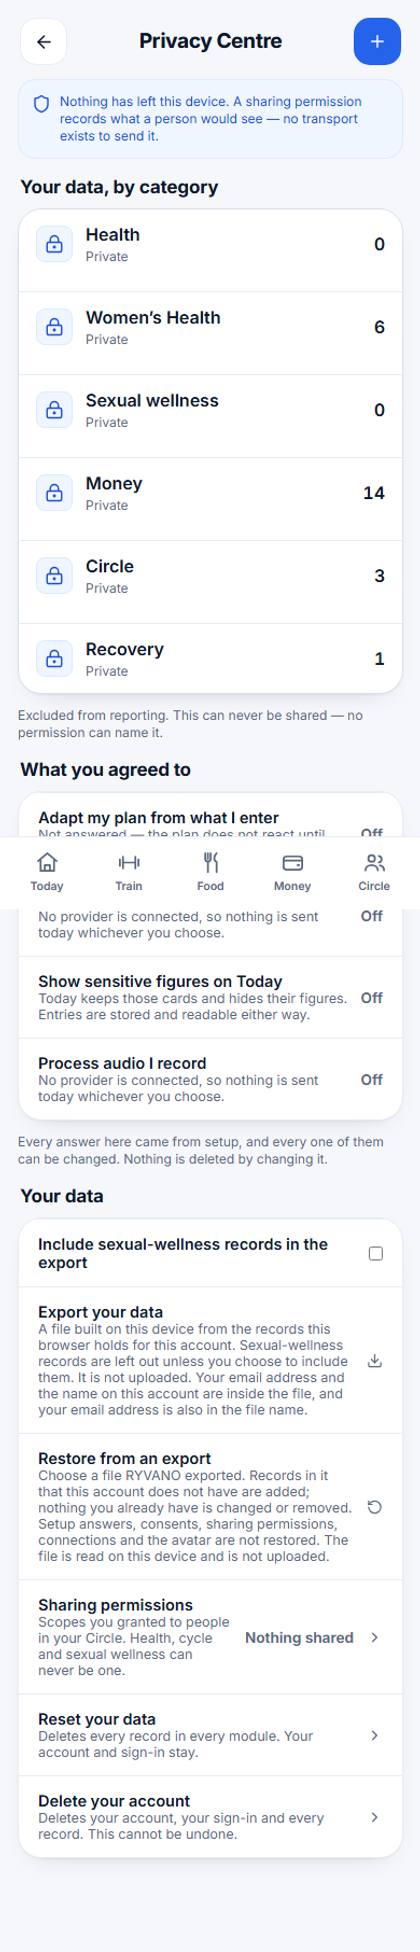 Privacy Centre
Nothing has left this device. A sharing permission
records what a person would see — no transport
exists to send it.
Your data, by category
Health
Private
0
Women’s Health
Private
6
Sexual wellness
Private
0
Money
Private
14
Circle
Private
3
Recovery
Private
1
Excluded from reporting. This can never be shared — no
permission can name it.
What you agreed to
Adapt my plan from what I enter
Not answered — the plan does not react until
Off
Today
Train
Food
Money
Circle
No provider is connected, so nothing is sent
today whichever you choose.
Off
Show sensitive figures on Today
Today keeps those cards and hides their figures.
Entries are stored and readable either way.
Off
Process audio I record
No provider is connected, so nothing is sent
today whichever you choose.
Off
Every answer here came from setup, and every one of them
can be changed. Nothing is deleted by changing it.
Your data
Include sexual-wellness records in the
export
Export your data
A file built on this device from the records this
browser holds for this account. Sexual-wellness
records are left out unless you choose to include
them. It is not uploaded. Your email address and
the name on this account are inside the file, and
your email address is also in the file name.
Restore from an export
Choose a file RYVANO exported. Records in it
that this account does not have are added;
nothing you already have is changed or removed.
Setup answers, consents, sharing permissions,
connections and the avatar are not restored. The
file is read on this device and is not uploaded.
Sharing permissions
Scopes you granted to people
in your Circle. Health, cycle
and sexual wellness can
never be one.
Nothing shared
Reset your data
Deletes every record in every module. Your
account and sign-in stay.
Delete your account
Deletes your account, your sign-in and every
record. This cannot be undone.